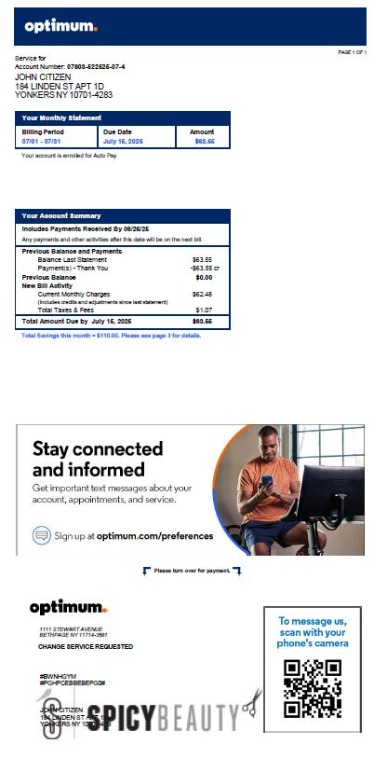 optimum.
PAGE 1 OF 1
Service for
Account Number: 07803-522525-07-4
JOHN CITIZEN
184 LINDEN ST APT 1D
YONKERS NY 10701-4283
Your Monthly Statement
Billing Period Due Date Amount
07/01 - 07/31 July 15, 2025 $63.55
Your account is enrolled for Auto Pay.
Your Account Summary
Includes Payments Received By 06/25/25
Any payments and other activities after this date will be on the next bill.
Previous Balance and Payments
Balance Last Statement $63.55
Payment(s) - Thank You -$63.55 cr
Previous Balance $0.00
New Bill Activity
Current Monthly Charges $62.48
(Includes credits and adjustments since last statement)
Total Taxes & Fees $1.07
Total Amount Due by July 15, 2025 $63.55
Total Savings this month = $110.00. Please see page 3 for details.
Stay connected
and informed
Get important text messages about your
account, appointments, and service.
Sign up at optimum.com/preferences
Please turn over for payment.
optimum.
1111 STEWART AVENUE
BETHPAGE NY 11714-3581
CHANGE SERVICE REQUESTED
To message us,
scan with your
phone's camera
#BWNHGYM
JOHN CITIZEN
184 LINDEN ST APT
SPICYBEAUTY